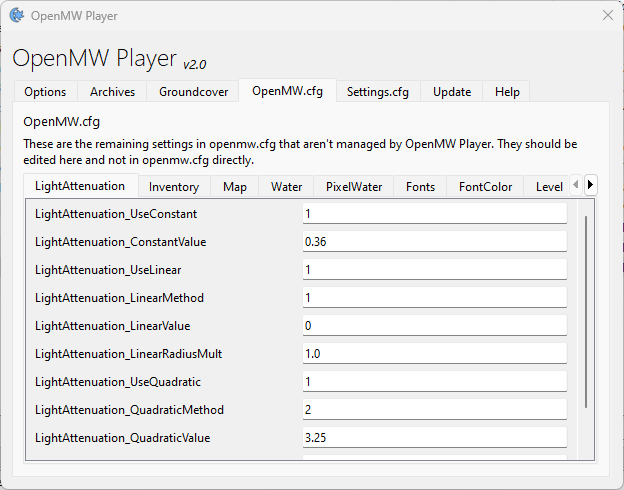 OpenMW Player
OpenMW Player v2.0
Options Archives Groundcover OpenMW.cfg Settings.cfg Update Help
OpenMW.cfg
These are the remaining settings in openmw.cfg that aren't managed by OpenMW Player. They should be
edited here and not in openmw.cfg directly.
LightAttenuation Inventory Map Water PixelWater Fonts FontColor Level
LightAttenuation_UseConstant 1
LightAttenuation_ConstantValue 0.36
LightAttenuation_UseLinear 1
LightAttenuation_LinearMethod 1
LightAttenuation_LinearValue 0
LightAttenuation_LinearRadiusMult 1.0
LightAttenuation_UseQuadratic 1
LightAttenuation_QuadraticMethod 2
LightAttenuation_QuadraticValue 3.25